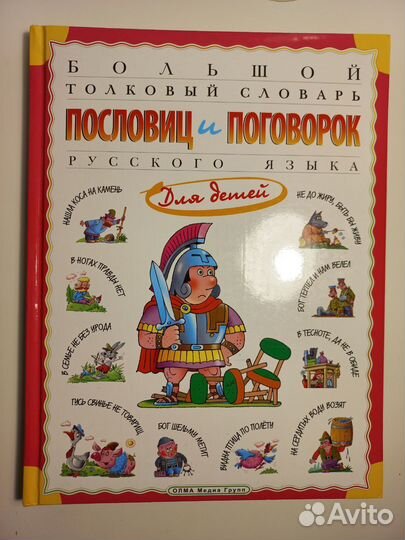 БОЛЬШОЙ
ТОЛКОВЫЙ СЛОВАРЬ
ПОСЛОВИЦ и ПОГОВОРОК
РУССКОГО ЯЗЫКА
Для детей
НАШЛА КОСА НА КАМЕНЬ
НЕ ДО ЖИРУ, БЫТЬ БЫ ЖИВУ
В НОГАХ ПРАВДЫ НЕТ
БОГ ТЕРПЕЛ И НАМ ВЕЛЕЛ
В СЕМЬЕ НЕ БЕЗ УРОДА
В ТЕСНОТЕ, ДА НЕ В ОБИДЕ
ГУСЬ СВИНЬЕ НЕ ТОВАРИЩ!
БОГ ШЕЛЬМУ МЕТИТ
ВИДНА ПТИЦА ПО ПОЛЁТУ
НА СЕРДИТЫХ ВОДУ ВОЗЯТ
ОЛМА Медиа Групп
Avito